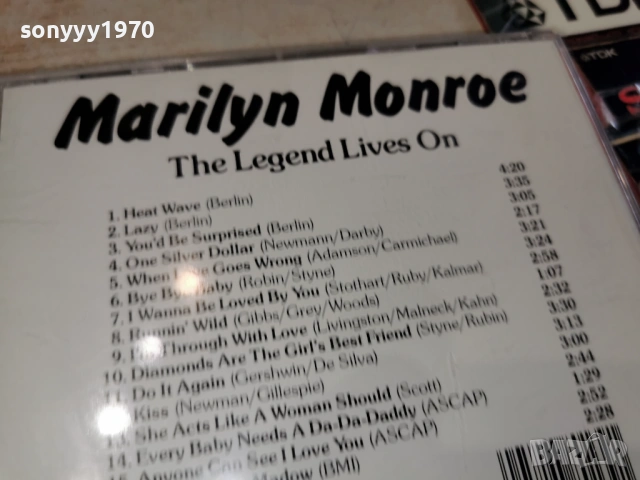 sonyyy1970
Marilyn Monroe
The Legend Lives On
1. Heat Wave (Berlin) 4:20
2. Lazy (Berlin) 3:35
3. You'd Be Surprised (Berlin) 3:05
4. One Silver Dollar (Newmann/Darby) 2:17
5. When Goes Wrong (Adamson/Carmichael) 3:21
6. Bye Baby (Robin/Styne) 3:24
7. I Wanna Be Loved By You (Stothart/Ruby/Kalmar) 2:58
8. Runnin' Wild (Gibbs/Grey/Woods) 1:07
9. Through With Love (Livingston/Malneck/Kahn) 2:32
10. Diamonds Are The Girl's Best Friend (Styne/Rubin) 3:30
11. Do It Again (Gershwin/De Silva) 3:13
Kiss (Newman/Gillespie) 3:00
13. She Acts Like A Woman Should (Scott) 2:44
14. Every Baby Needs A Da-Da-Daddy (ASCAP) 1:29
Anyone Can See I Love You (ASCAP) 2:52
(BMI) 2:28
TDK
BAZAR